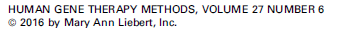 HUMAN GENE THERAPY METHODS, VOLUME 27 NUMBER 6
© 2016 by Mary Ann Liebert, Inc.